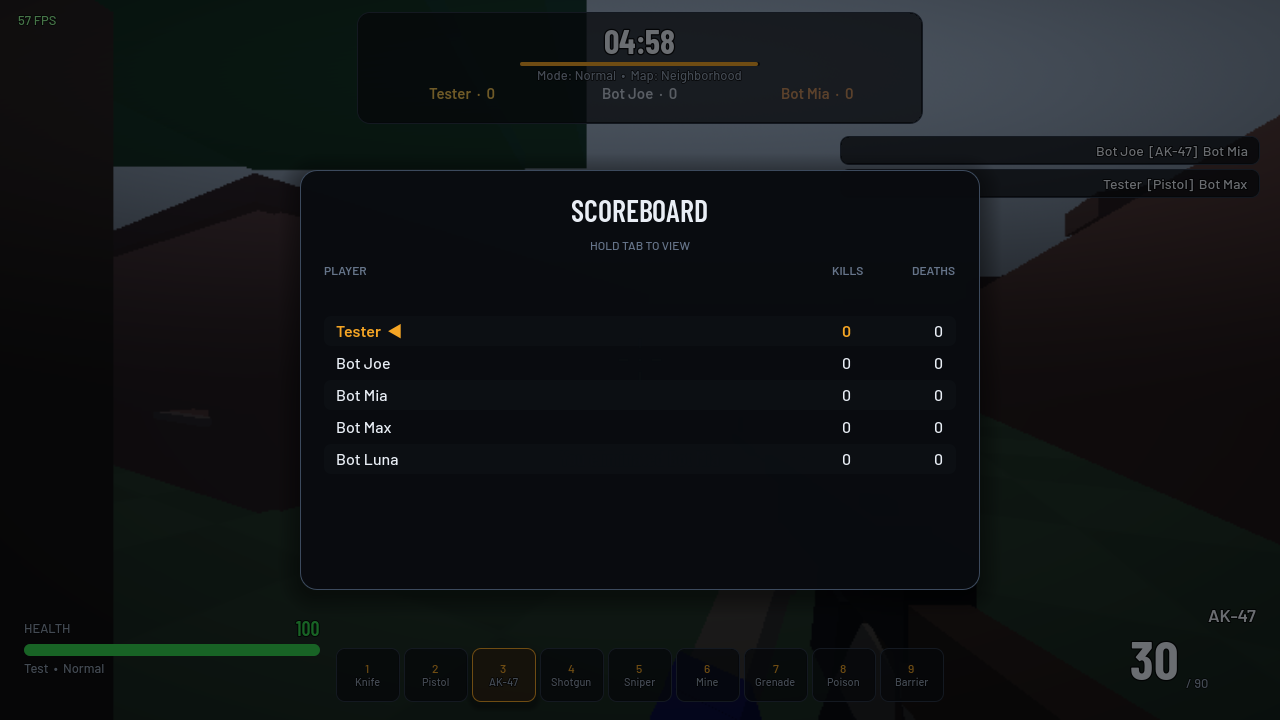 57 FPS
04:58
Mode: Normal • Map: Neighborhood
Tester · 0 Bot Joe · 0 Bot Mia · 0
Bot Joe [AK-47] Bot Mia
Tester [Pistol] Bot Max
SCOREBOARD
HOLD TAB TO VIEW
PLAYER KILLS DEATHS
Tester ◀ 0 0
Bot Joe 0 0
Bot Mia 0 0
Bot Max 0 0
Bot Luna 0 0
HEALTH 100
Test • Normal
1 Knife
2 Pistol
3 AK-47
4 Shotgun
5 Sniper
6 Mine
7 Grenade
8 Poison
9 Barrier
AK-47
30 / 90